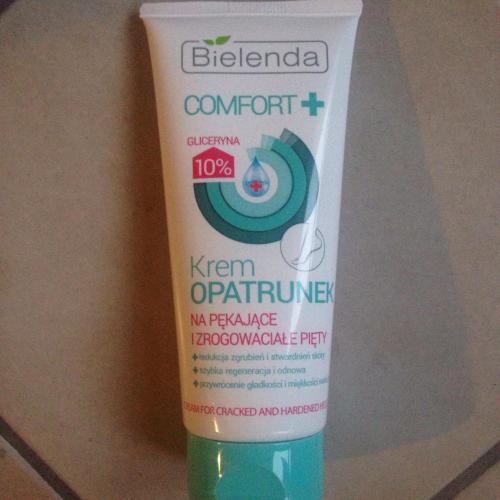 Bielenda
COMFORT +
GLICERYNA
10%
Krem
OPATRUNEK
NA PĘKAJĄCE
I ZROGOWACIAŁE PIĘTY
+ redukcja zgrubień i stwardnień skóry
+ szybka regeneracja i odnowa
+ przywrócenie gładkości i miękkości
CREAM FOR CRACKED AND HARDENED